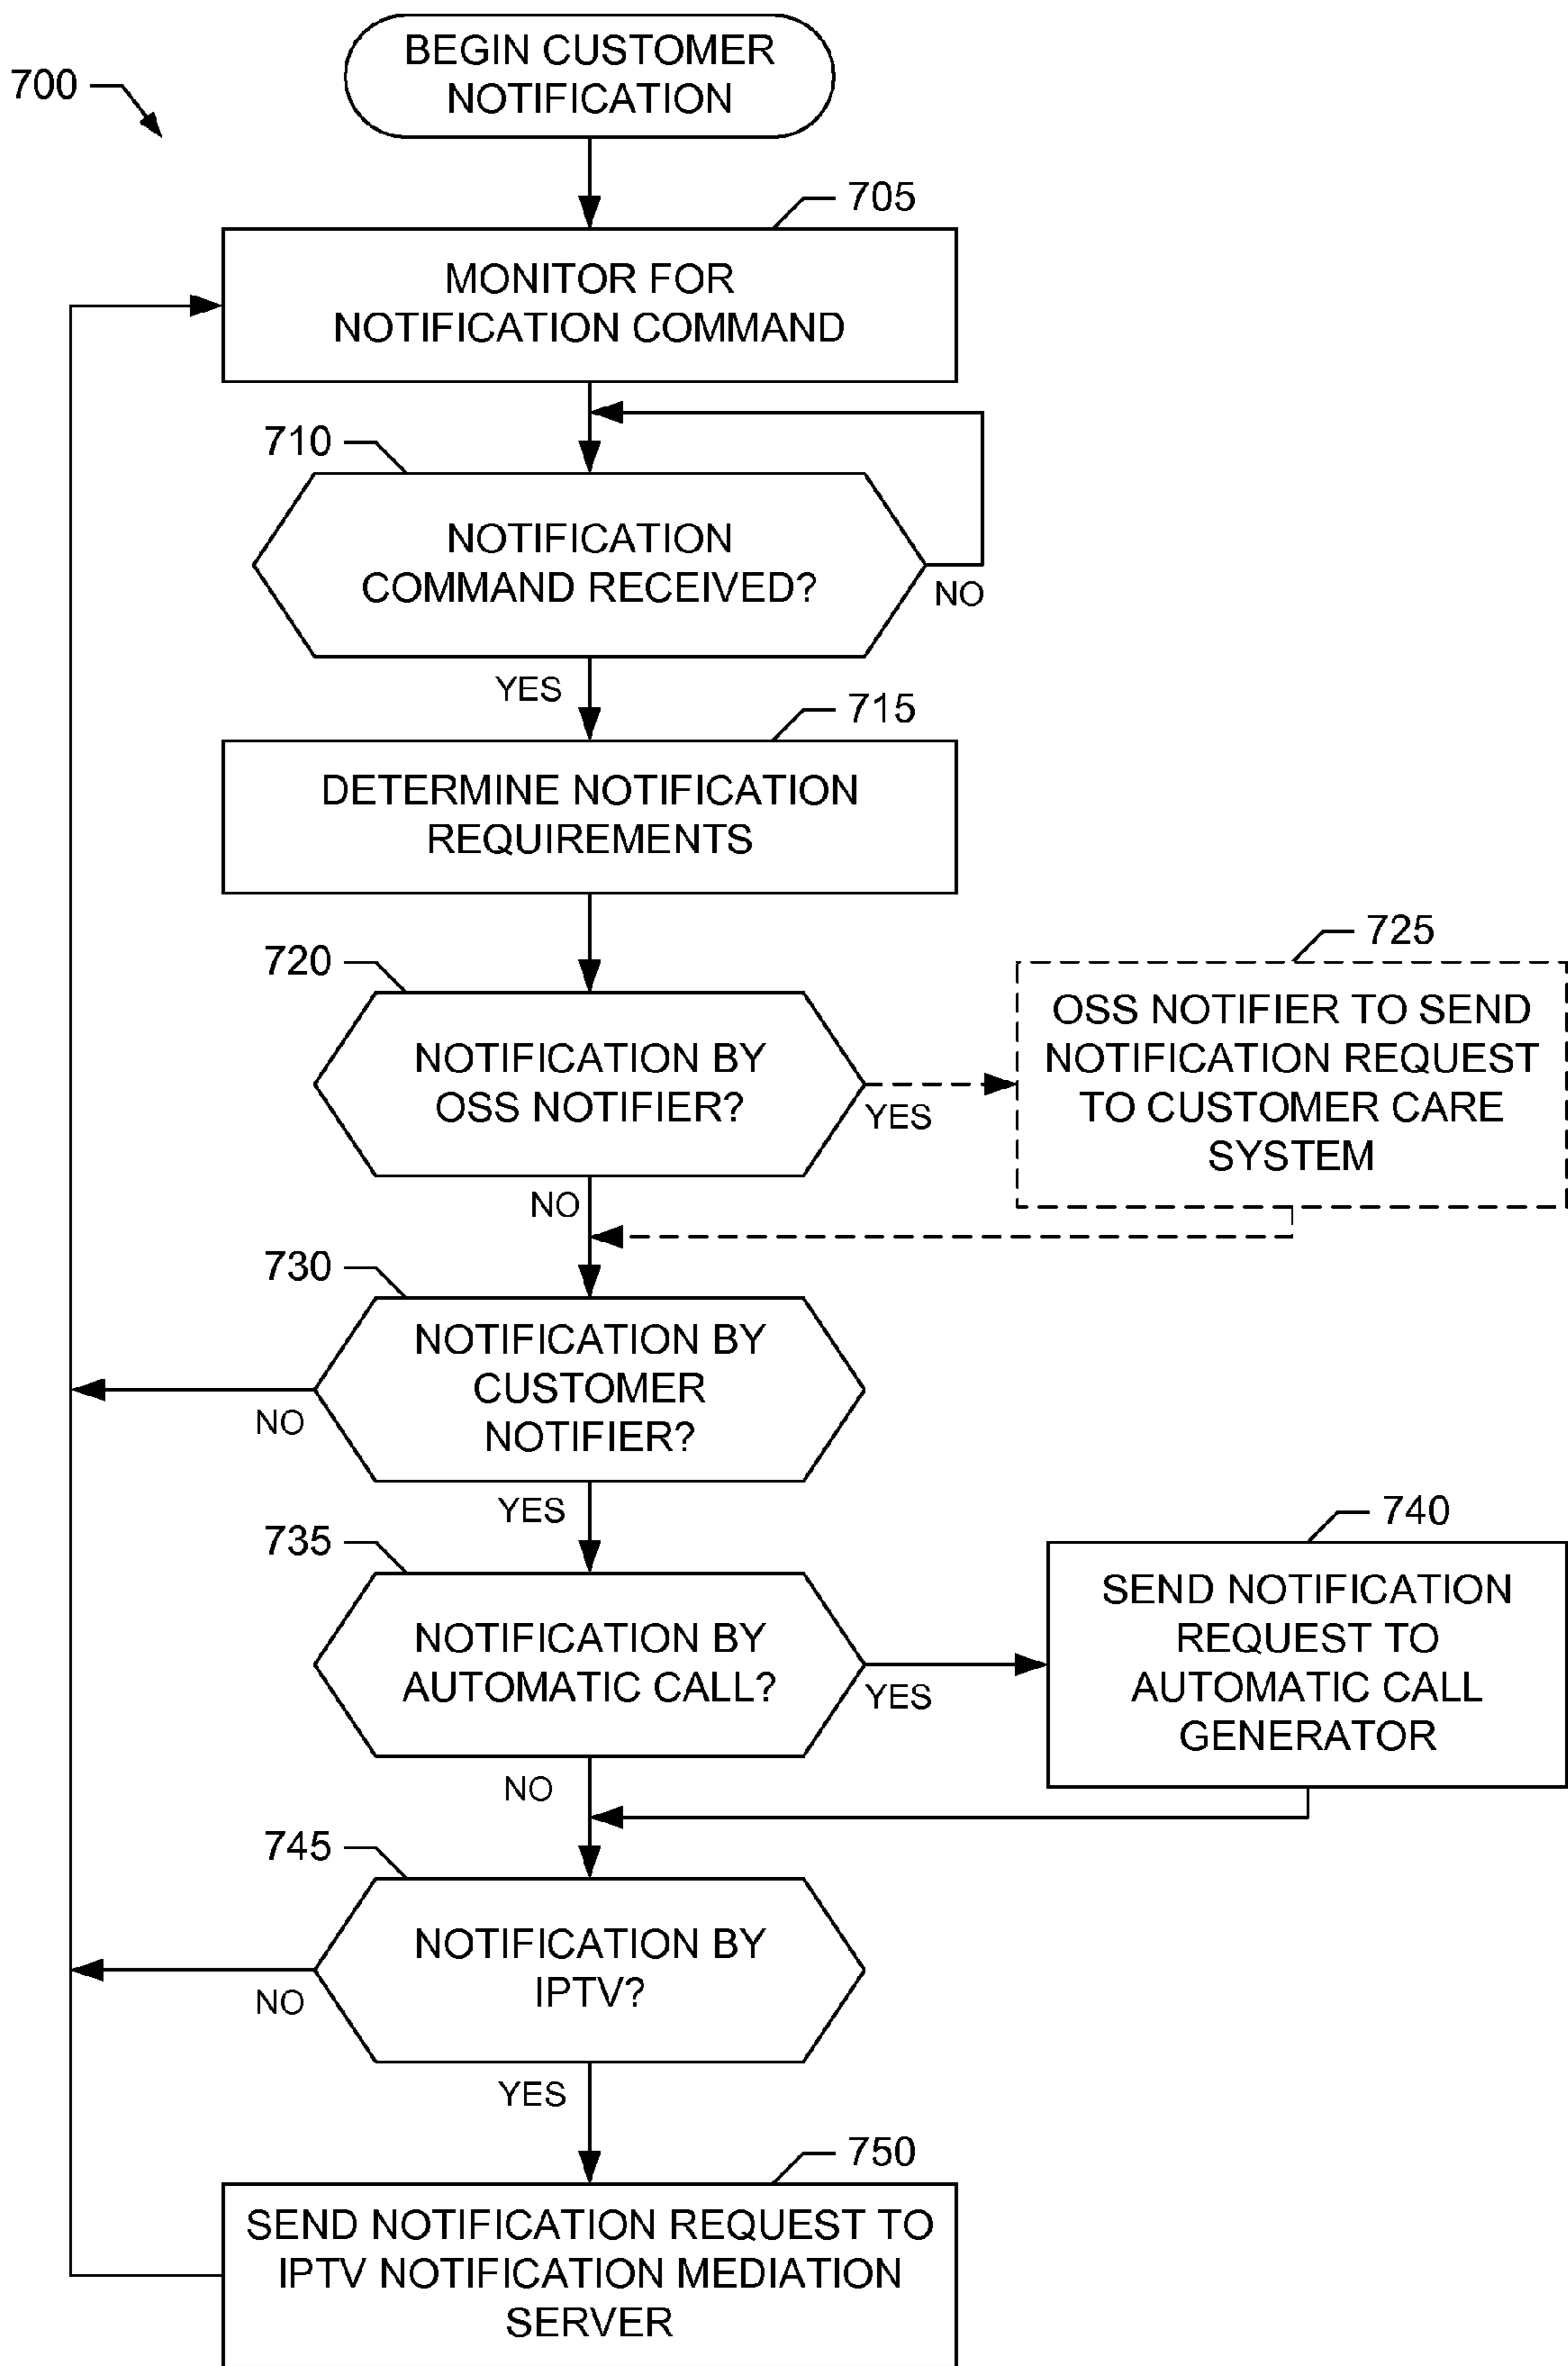 BEGIN CUSTOMER
NOTIFICATION
700
705
MONITOR FOR
NOTIFICATION COMMAND
710
NOTIFICATION
COMMAND RECEIVED?
NO
YES
715
DETERMINE NOTIFICATION
REQUIREMENTS
720
NOTIFICATION BY
OSS NOTIFIER?
YES
725
OSS NOTIFIER TO SEND
NOTIFICATION REQUEST
TO CUSTOMER CARE
SYSTEM
NO
730
NOTIFICATION BY
CUSTOMER
NOTIFIER?
NO
YES
735
NOTIFICATION BY
AUTOMATIC CALL?
YES
740
SEND NOTIFICATION
REQUEST TO
AUTOMATIC CALL
GENERATOR
NO
745
NOTIFICATION BY
IPTV?
NO
YES
750
SEND NOTIFICATION REQUEST TO
IPTV NOTIFICATION MEDIATION
SERVER